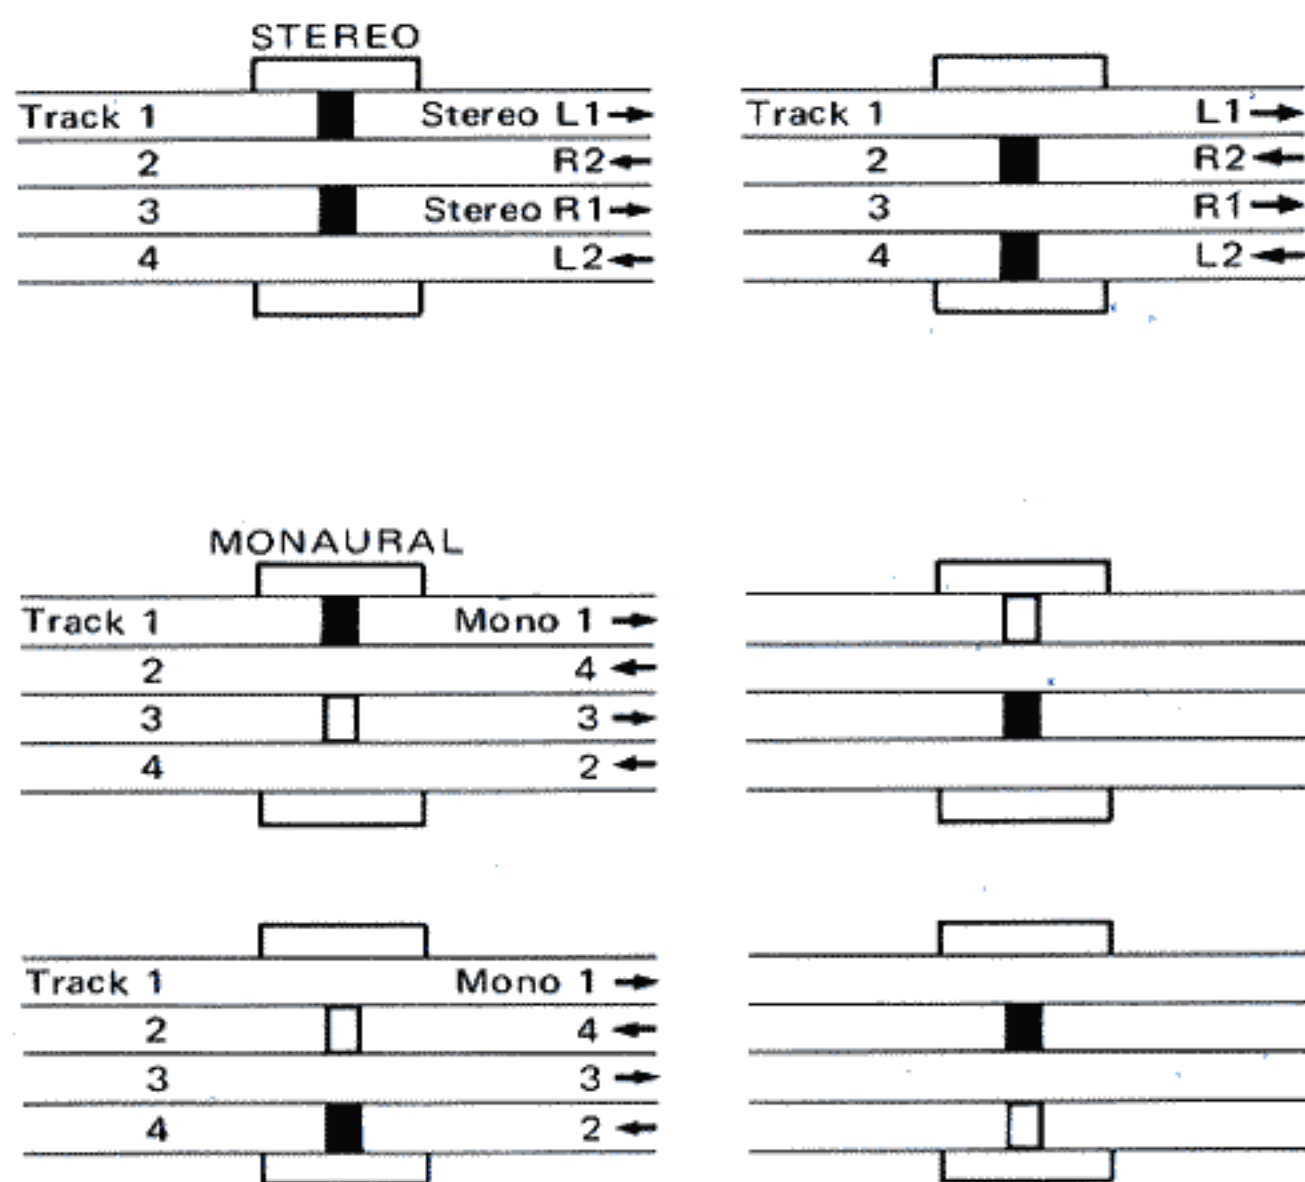 STEREO
Track 1 Stereo L1→
2 R2←
3 Stereo R1→
4 L2←
Track 1 L1→
2 R2←
3 R1→
4 L2←
MONAURAL
Track 1 Mono 1 →
2 4 ←
3 3 →
4 2 ←
Track 1 Mono 1 →
2 4 ←
3 3 →
4 2 ←